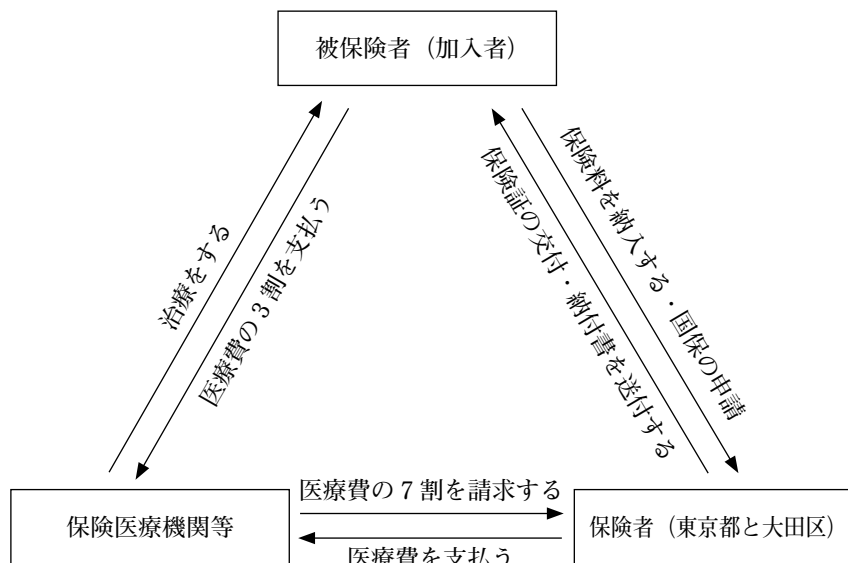 被保険者（加入者）
治療をする
医療費の3割を支払う
保険証の交付・納付書を送付する
保険料を納入する・国保の申請
保険医療機関等
医療費の7割を請求する
医療費を支払う
保険者（東京都と大田区）